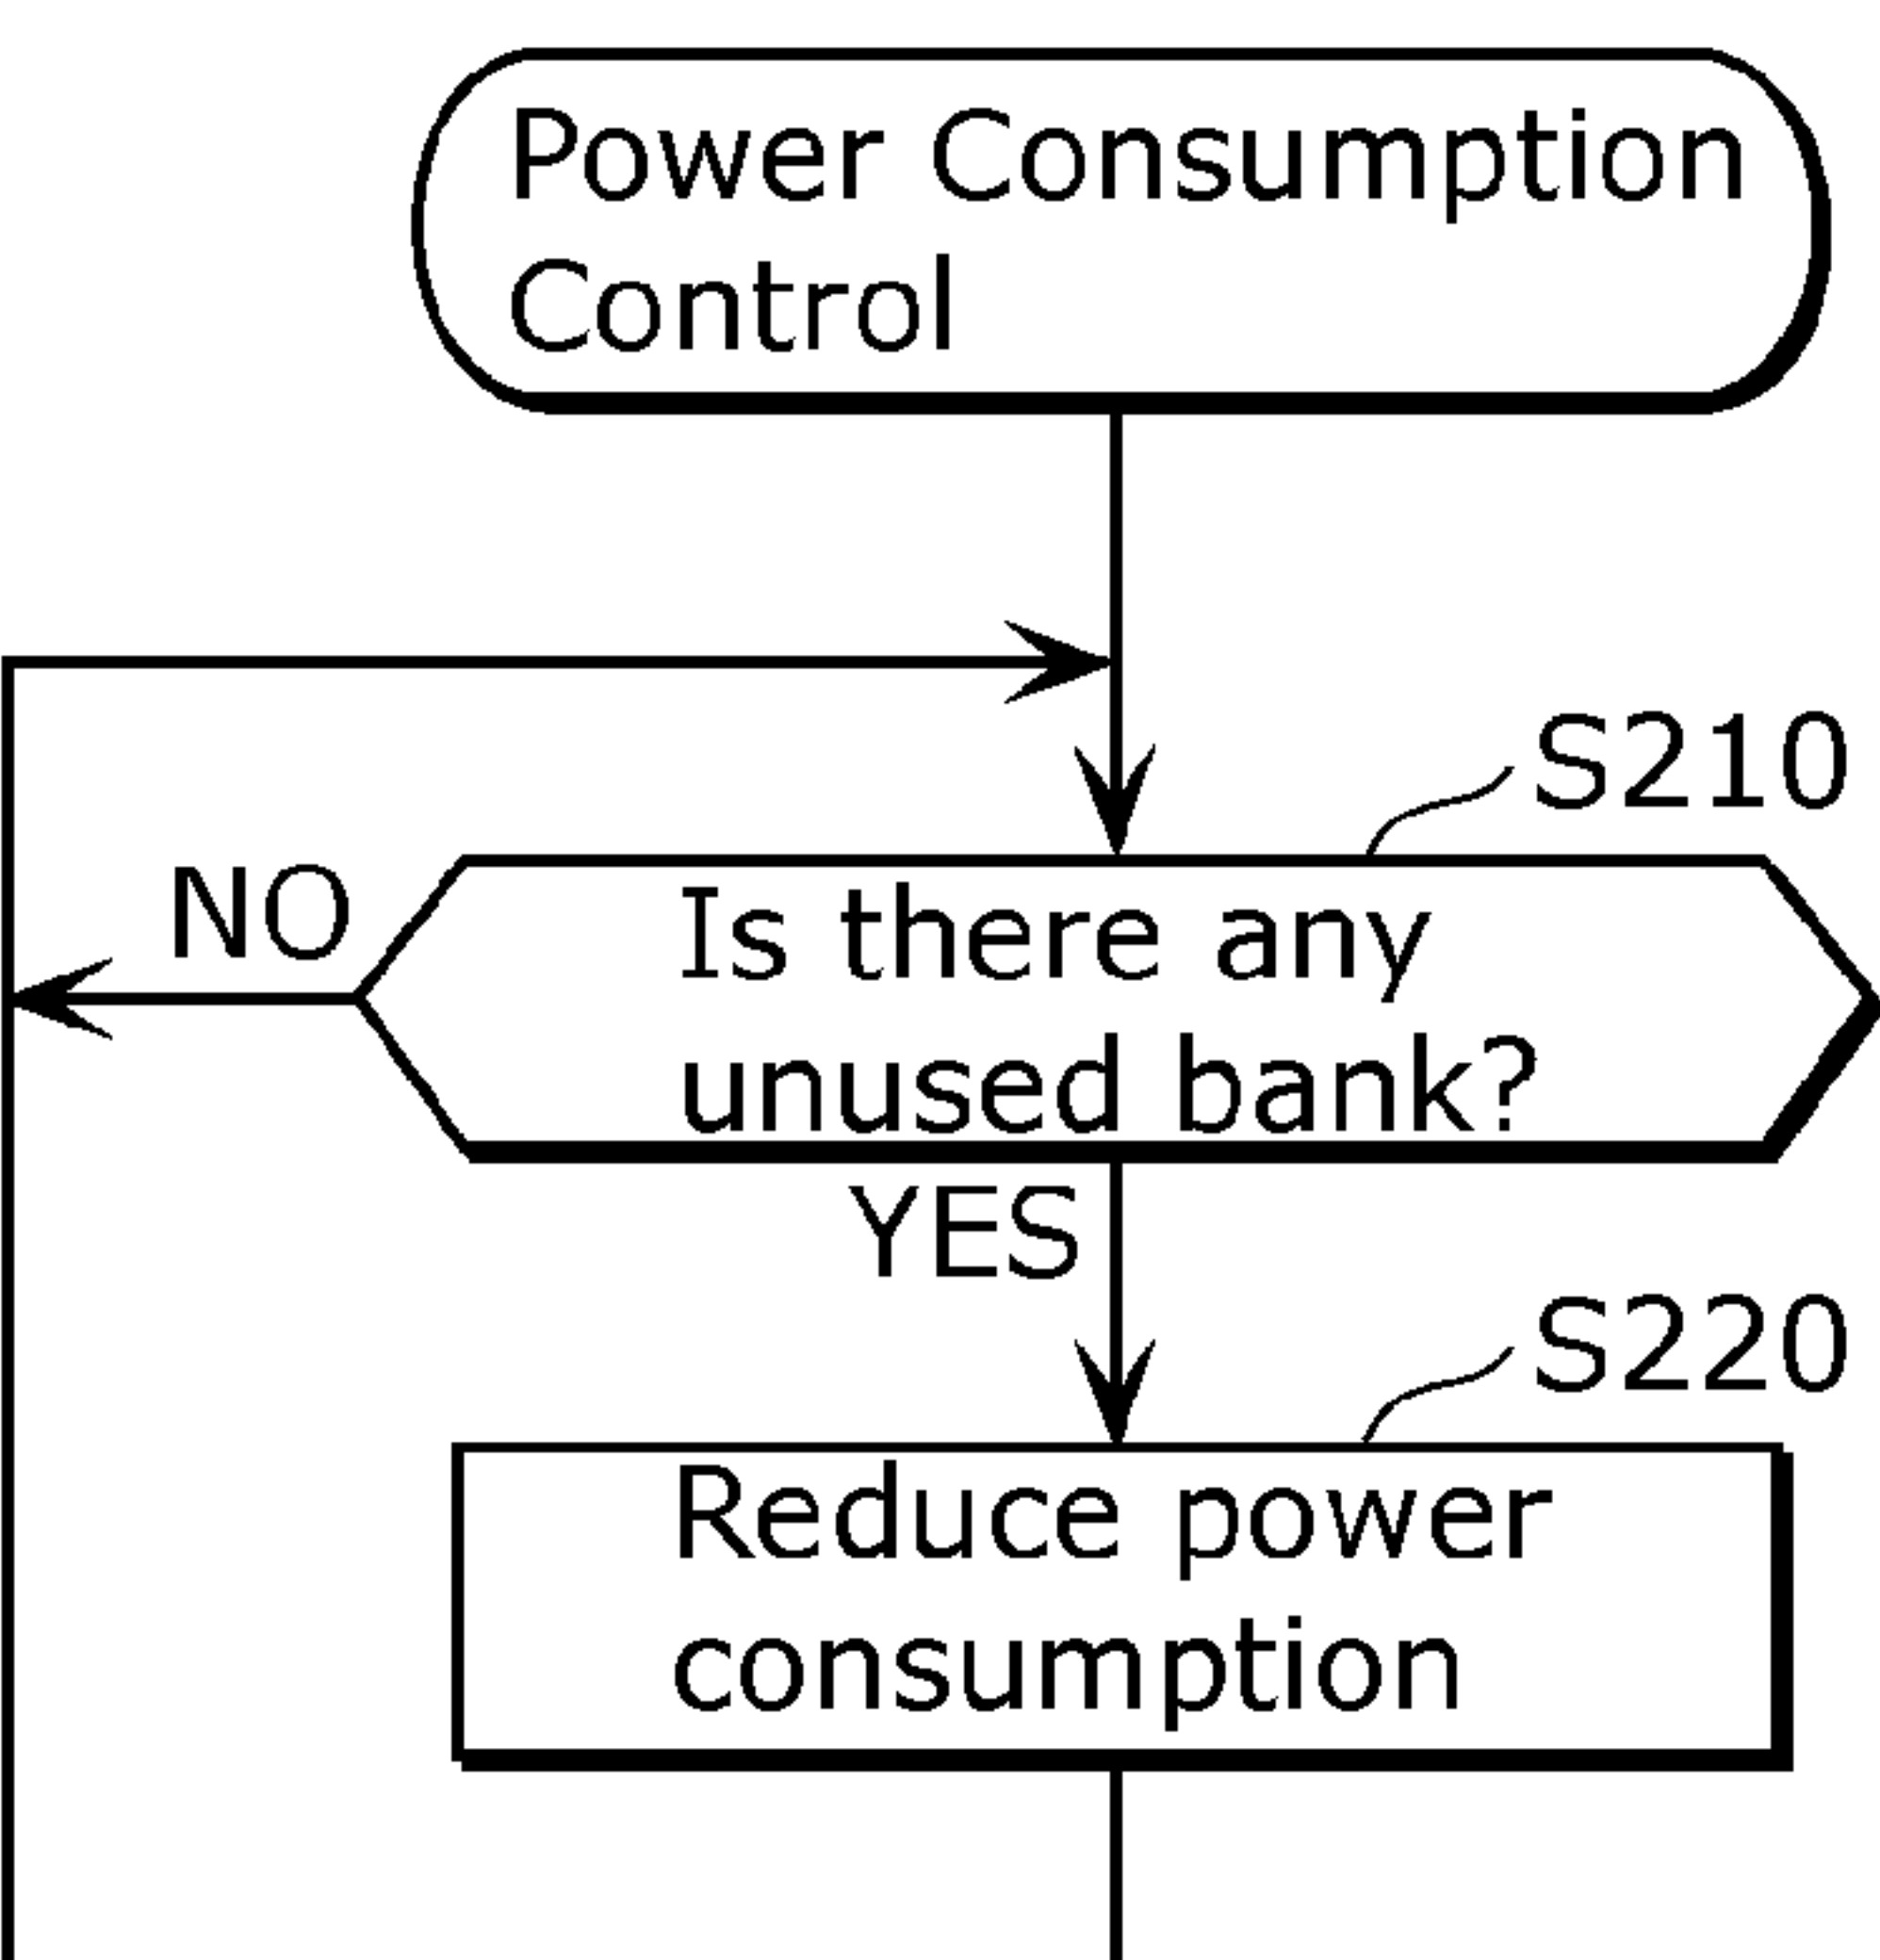 Power Consumption
Control
S210
NO
Is there any
unused bank?
YES
S220
Reduce power
consumption